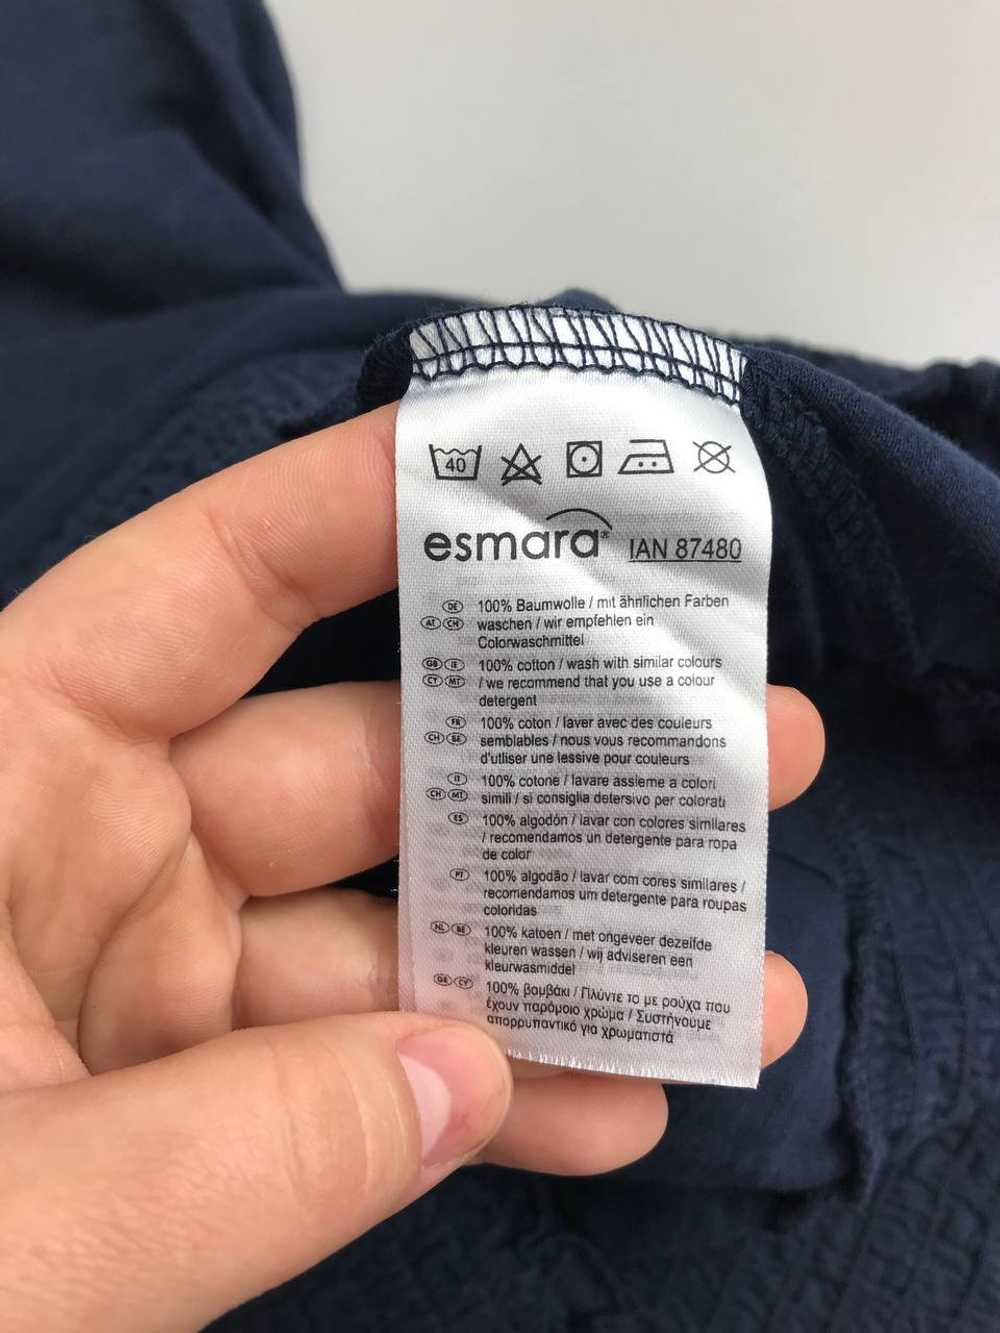 40
esmara® IAN 87480
DE 100% Baumwolle / mit ähnlichen Farben
AT CH waschen / wir empfehlen ein
Colorwaschmittel
GB IE 100% cotton / wash with similar colours
CY MT / we recommend that you use a colour
detergent
FR 100% coton / laver avec des couleurs
CH BE semblables / nous vous recommandons
d'utliser une lessive pour couleurs
IT 100% cotone / lavare assieme a colori
CH MT simili / si consiglia detersivo per colorati
ES 100% algodón / lavar con colores similares
/ recomendamos un detergente para ropa
de color
PT 100% algodão / lavar com cores similares /
recomendamos um detergente para roupas
coloridas
NL BE 100% katoen / met ongeveer dezelfde
kleuren wassen / wij adviseren een
kleurwasmiddel
GR CY 100% βαμβάκι / Πλύντε το με ρούχα που
έχουν παρόμοιο χρώμα / Συστήνουμε
απορρυπαντικό για χρωματιστά